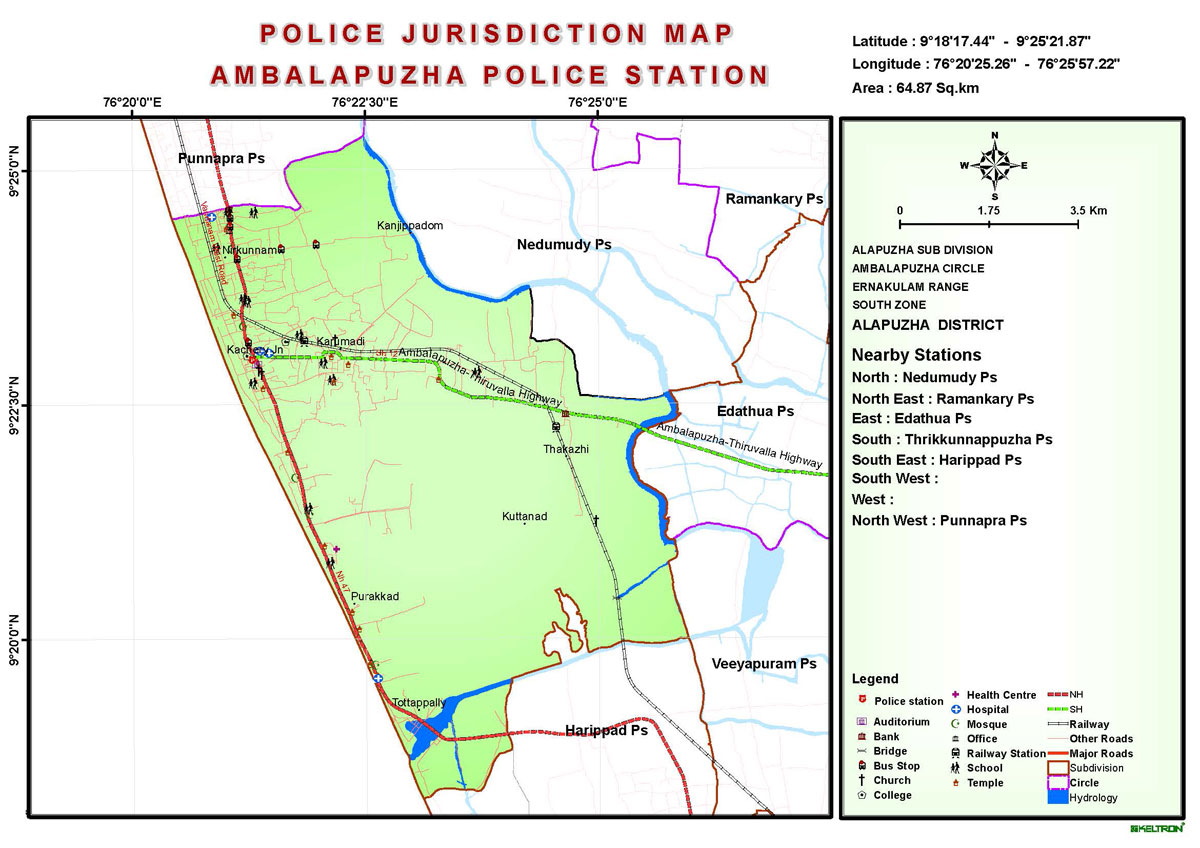 POLICE JURISDICTION MAP
AMBALAPUZHA POLICE STATION
Latitude : 9°18'17.44" - 9°25'21.87"
Longitude : 76°20'25.26" - 76°25'57.22"
Area : 64.87 Sq.km
76°20'0"E
76°22'30"E
76°25'0"E
9°25'0"N
9°22'30"N
9°20'0"N
Punnapra Ps
Ramankary Ps
Kanjippadom
Nedumudy Ps
Nirkunnam
Karumadi
Ambalapuzha-Thiruvalla Highway
Edathua Ps
Ambalapuzha-Thiruvalla Highway
Thakazhi
Kuttanad
Nh 47
Purakkad
Veeyapuram Ps
Tottappally
Harippad Ps
N
W
E
S
0 1.75 3.5 Km
ALAPUZHA SUB DIVISION
AMBALAPUZHA CIRCLE
ERNAKULAM RANGE
SOUTH ZONE
ALAPUZHA DISTRICT
Nearby Stations
North : Nedumudy Ps
North East : Ramankary Ps
East : Edathua Ps
South : Thrikkunnappuzha Ps
South East : Harippad Ps
South West :
West :
North West : Punnapra Ps
Legend
Police station
Auditorium
Bank
Bridge
Bus Stop
Church
College
Health Centre
Hospital
Mosque
Office
Railway Station
School
Temple
NH
SH
Railway
Other Roads
Major Roads
Subdivision
Circle
Hydrology
KELTRON